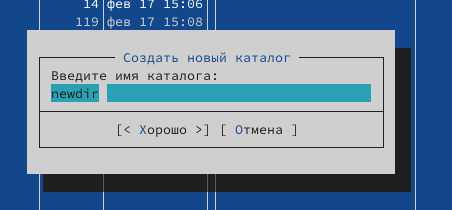 14 фев 17 15:06
119 фев 17 15:08
Создать новый каталог
Введите имя каталога:
newdir
[< Хорошо >] [ Отмена ]